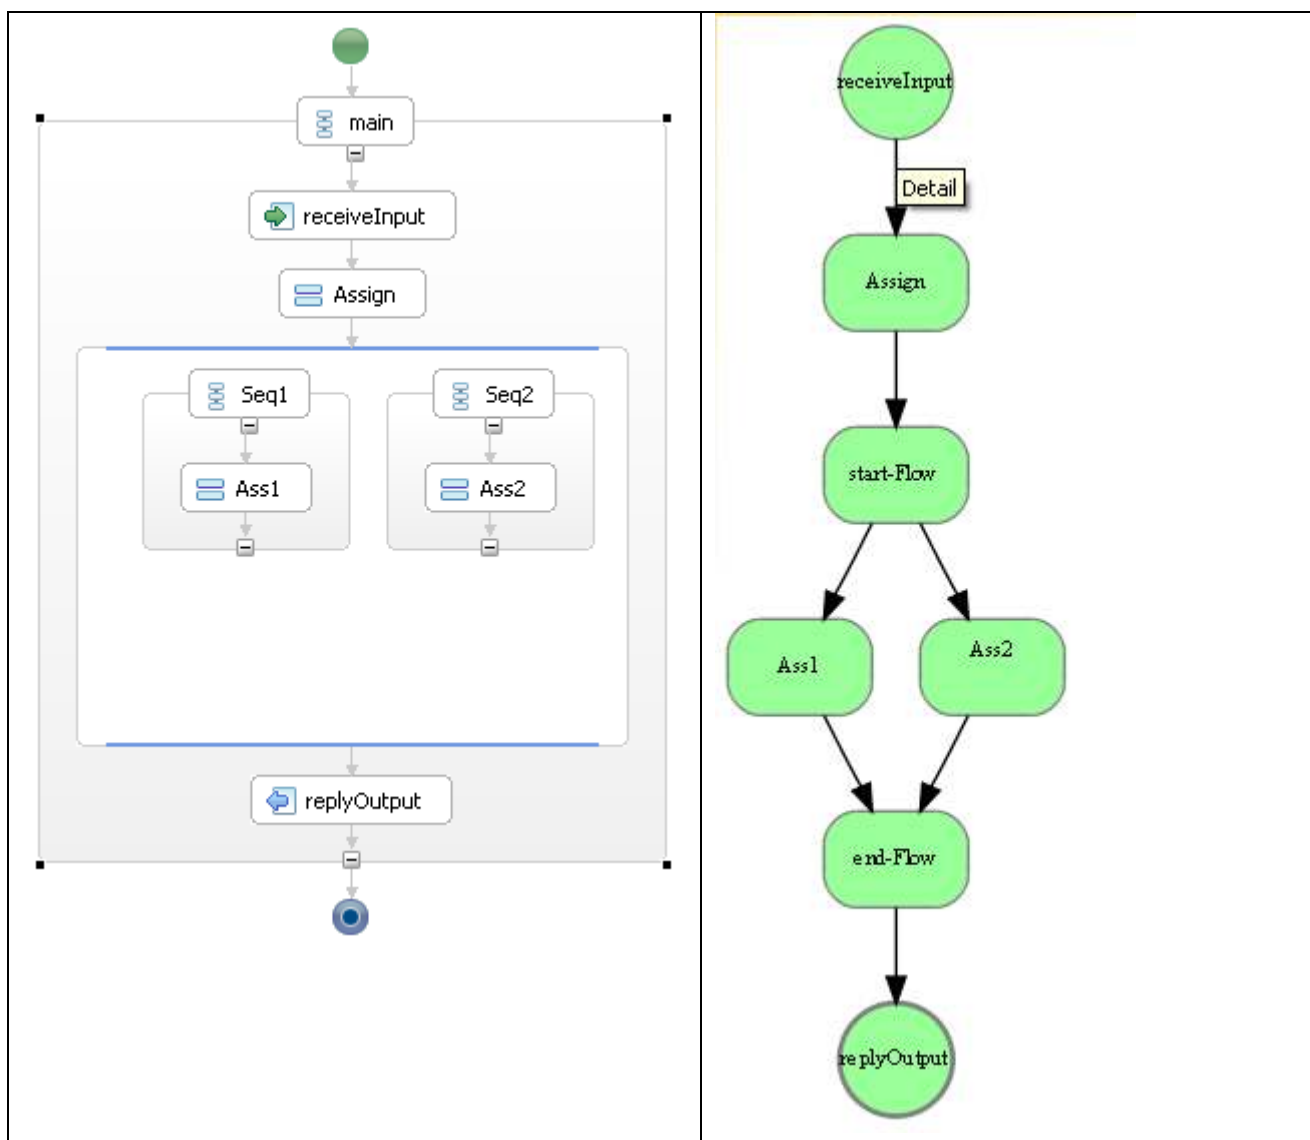 main
receiveInput
Assign
Seq1
Seq2
Ass1
Ass2
replyOutput
receiveInput
Detail
Assign
start-Flow
Ass1
Ass2
end-Flow
replyOutput